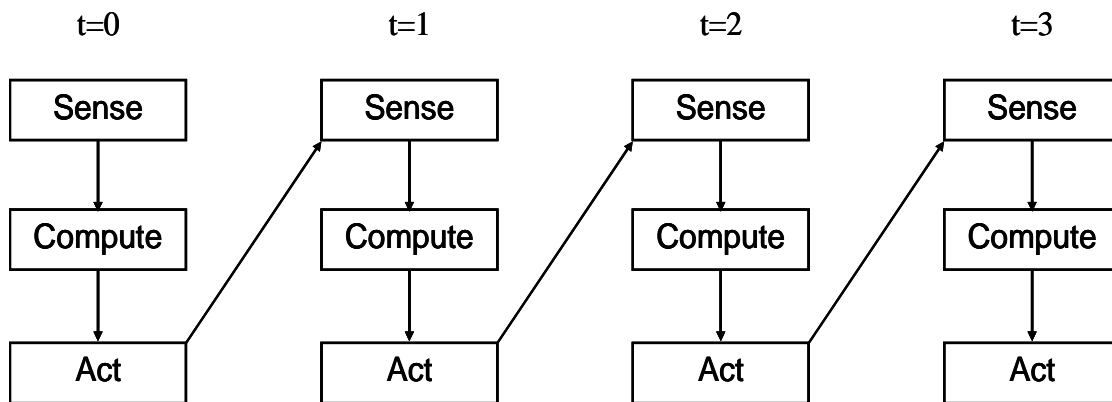 t=0 t=1 t=2 t=3
Sense Sense Sense Sense
Compute Compute Compute Compute
Act Act Act Act